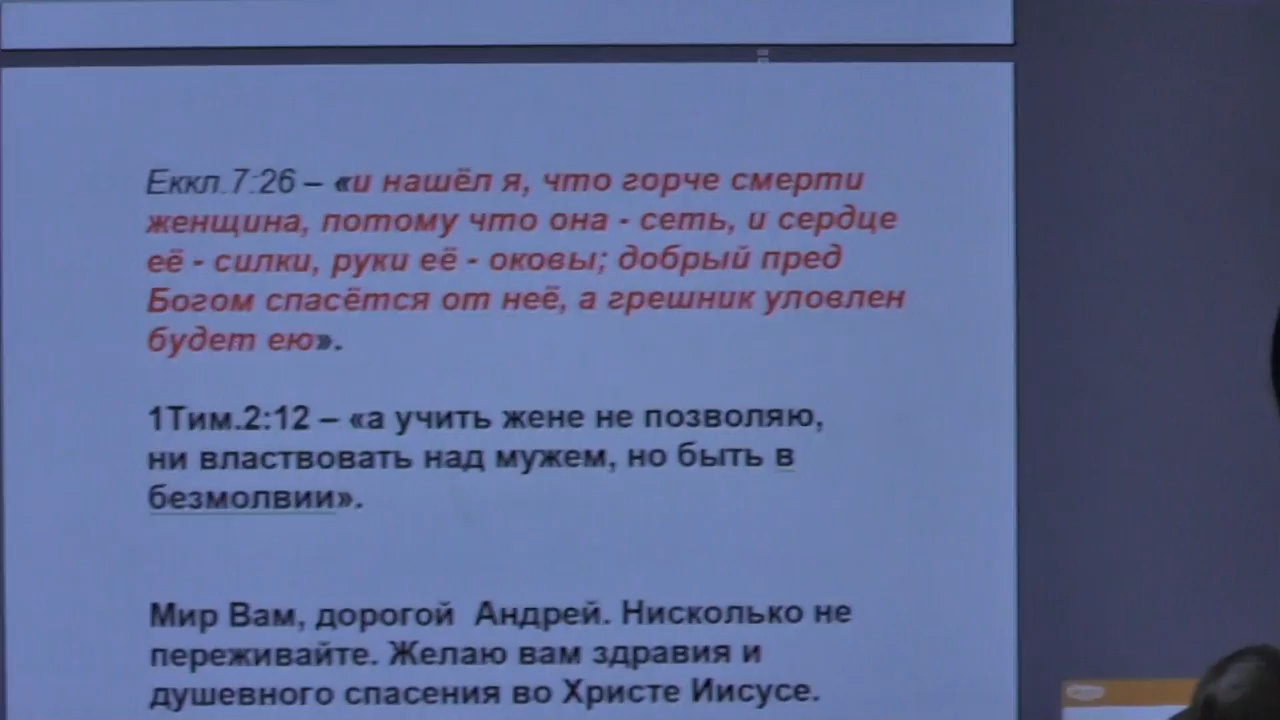 Еккл.7:26 – «и нашёл я, что горче смерти
женщина, потому что она - сеть, и сердце
её - силки, руки её - оковы; добрый пред
Богом спасётся от неё, а грешник уловлен
будет ею».
1Тим.2:12 – «а учить жене не позволяю,
ни властвовать над мужем, но быть в
безмолвии».
Мир Вам, дорогой Андрей. Нисколько не
переживайте. Желаю вам здравия и
душевного спасения во Христе Иисусе.